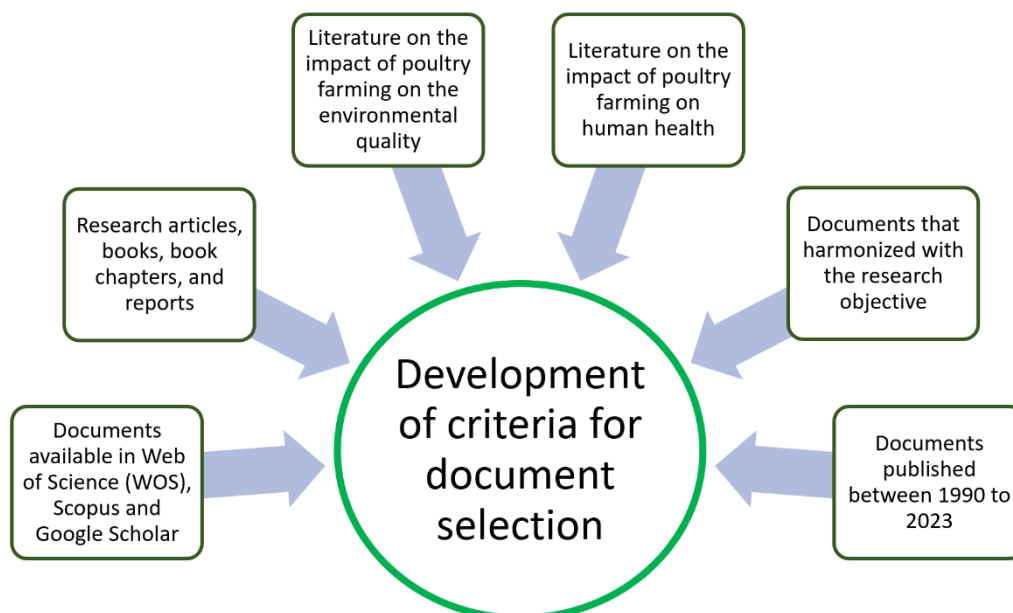 Literature on the
impact of poultry
farming on the
environmental
quality
Literature on the
impact of poultry
farming on
human health
Research articles,
books, book
chapters, and
reports
Documents that
harmonized with
the research
objective
Documents
available in Web
of Science (WOS),
Scopus and
Google Scholar
Development
of criteria for
document
selection
Documents
published
between 1990 to
2023